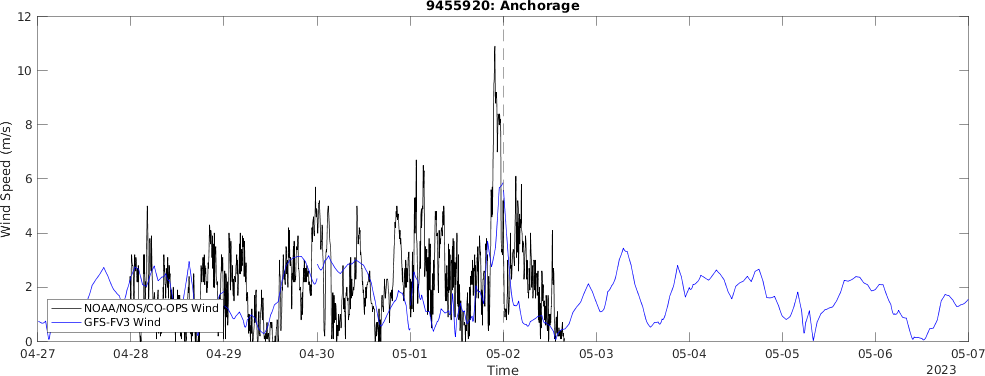 9455920: Anchorage
12
10
8
6
4
2
0
Wind Speed (m/s)
NOAA/NOS/CO-OPS Wind
GFS-FV3 Wind
04-27 04-28 04-29 04-30 05-01 05-02 05-03 05-04 05-05 05-06 05-07
Time
2023